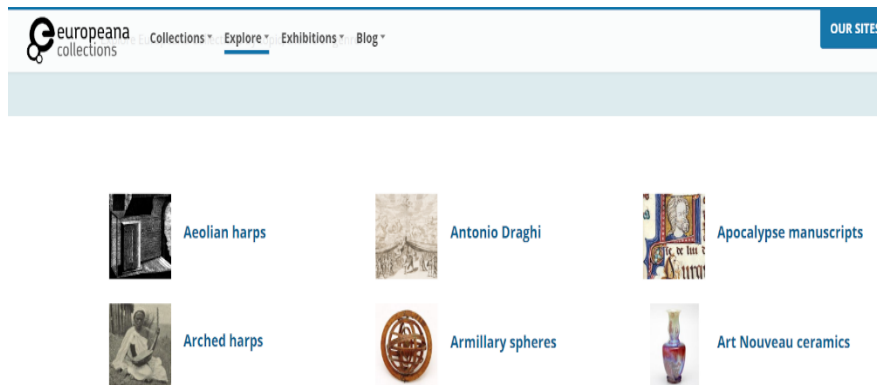 europeana
collections
Collections Explore Exhibitions Blog
OUR SITES
Aeolian harps
Antonio Draghi
Apocalypse manuscripts
Arched harps
Armillary spheres
Art Nouveau ceramics